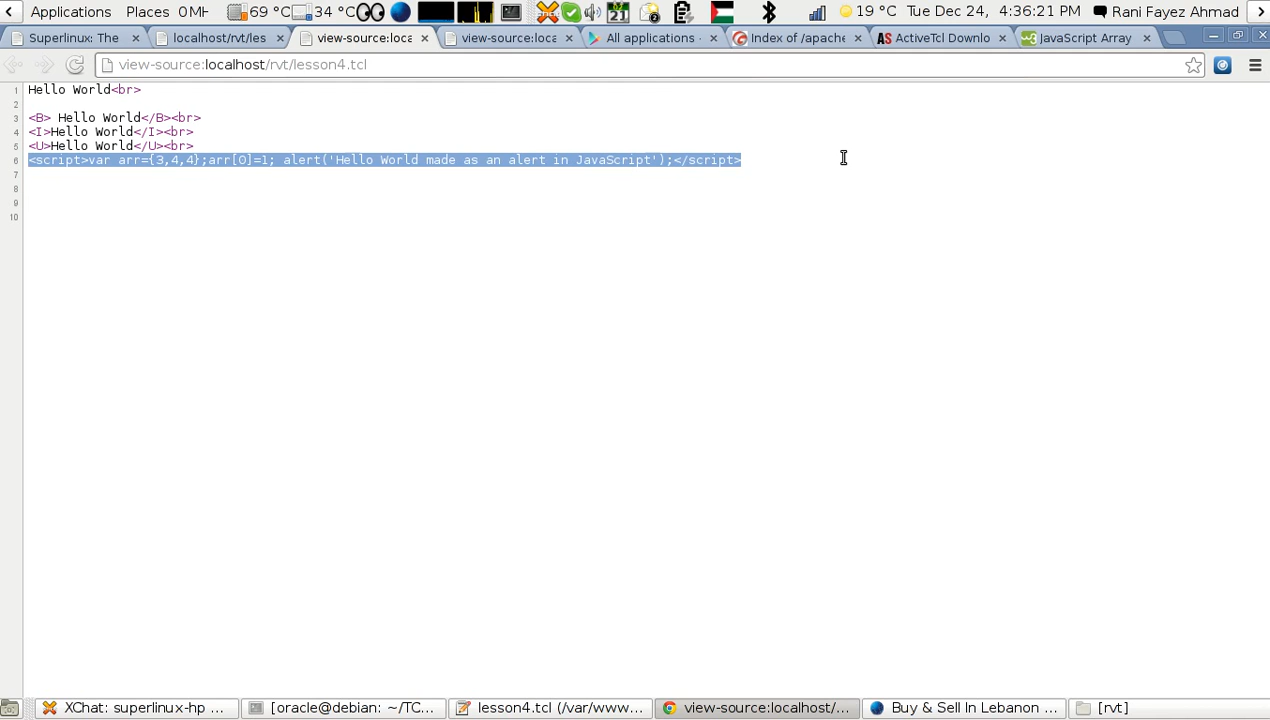 Applications Places 0 MH 69 °C 34 °C 21 2 19 °C Tue Dec 24, 4:36:21 PM Rani Fayez Ahmad
Superlinux: The localhost/rvt/les view-source:loca view-source:loca All applications - Index of /apache ActiveTcl Downlo JavaScript Array
view-source:localhost/rvt/lesson4.tcl
1 Hello World<br>
2
3 <B> Hello World</B><br>
4 <I>Hello World</I><br>
5 <U>Hello World</U><br>
6 <script>var arr={3,4,4};arr[0]=1; alert('Hello World made as an alert in JavaScript');</script>
7
8
9
10
XChat: superlinux-hp ... [oracle@debian: ~/TC... lesson4.tcl (/var/www... view-source:localhost/... Buy & Sell In Lebanon ... [rvt]